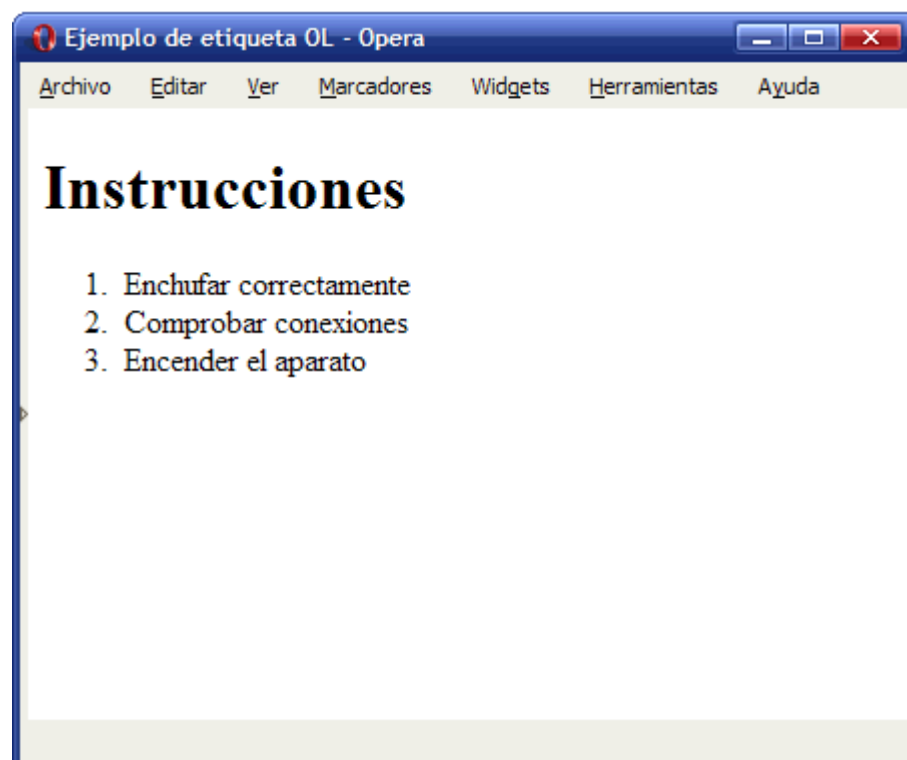 Ejemplo de etiqueta OL - Opera
Archivo Editar Ver Marcadores Widgets Herramientas Ayuda
Instrucciones
1. Enchufar correctamente
2. Comprobar conexiones
3. Encender el aparato